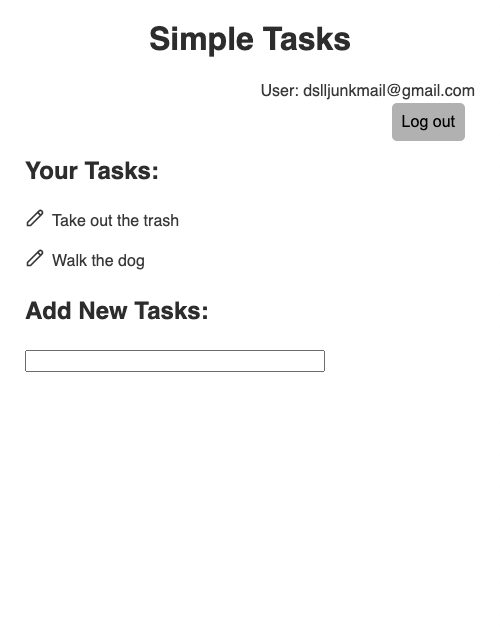 Simple Tasks
User: dslljunkmail@gmail.com
Log out
Your Tasks:
Take out the trash
Walk the dog
Add New Tasks: